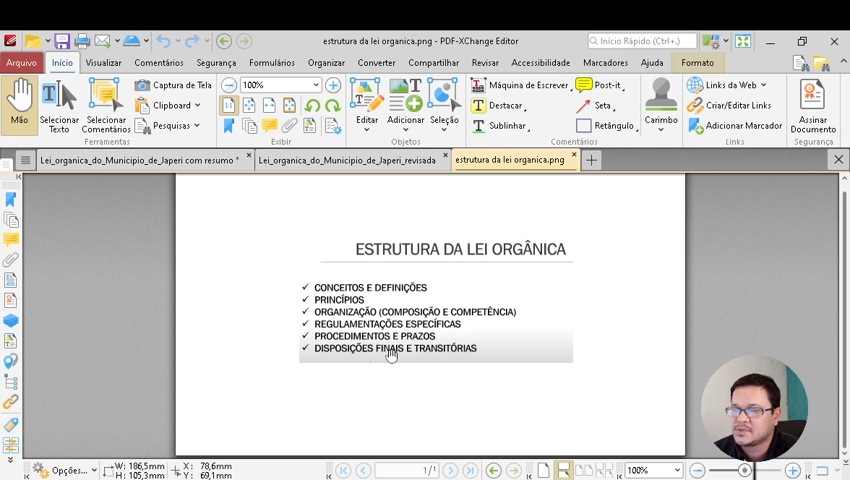 estrutura da lei organica.png - PDF-XChange Editor
Início Rápido (Ctrl+.)
Arquivo Início Visualizar Comentários Segurança Formulários Organizar Converter Compartilhar Revisar Acessibilidade Marcadores Ajuda Formato
Mão
Selecionar Texto
Selecionar Comentários
Captura de Tela
Clipboard
Pesquisas
Ferramentas
100%
Exibir
Editar
Adicionar
Seleção
Objetos
Máquina de Escrever
Destacar
Sublinhar
Post-it
Seta
Retângulo
Carimbo
Comentários
Links da Web
Criar/Editar Links
Adicionar Marcador
Links
Assinar Documento
Segurança
Lei_organica_do_Municipio_de_Japeri com resumo *
Lei_organica_do_Municipio_de_Japeri_revisada
estrutura da lei organica.png
ESTRUTURA DA LEI ORGÂNICA
✓ CONCEITOS E DEFINIÇÕES
✓ PRINCÍPIOS
✓ ORGANIZAÇÃO (COMPOSIÇÃO E COMPETÊNCIA)
✓ REGULAMENTAÇÕES ESPECÍFICAS
✓ PROCEDIMENTOS E PRAZOS
✓ DISPOSIÇÕES FINAIS E TRANSITÓRIAS
Opções...
W: 186,5mm
H: 105,3mm
X: 78,6mm
Y: 69,1mm
1/1
100%